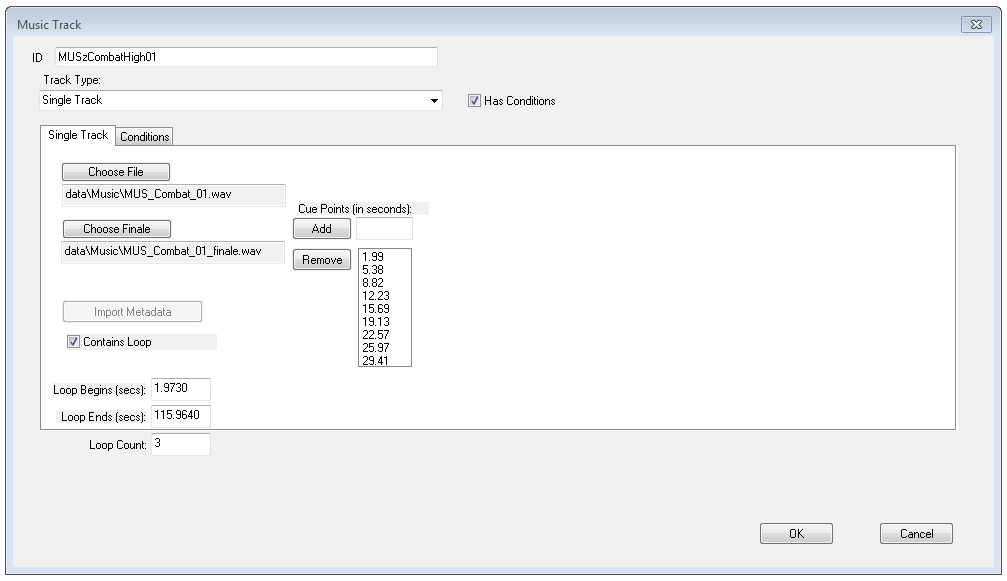 Music Track
ID MUSzCombatHigh01
Track Type:
Single Track
Has Conditions
Single Track Conditions
Choose File
data\Music\MUS_Combat_01.wav
Choose Finale
data\Music\MUS_Combat_01_finale.wav
Cue Points (in seconds):
Add
Remove
1.99
5.38
8.82
12.23
15.69
19.13
22.57
25.97
29.41
Import Metadata
Contains Loop
Loop Begins (secs): 1.9730
Loop Ends (secs): 115.9640
Loop Count: 3
OK Cancel